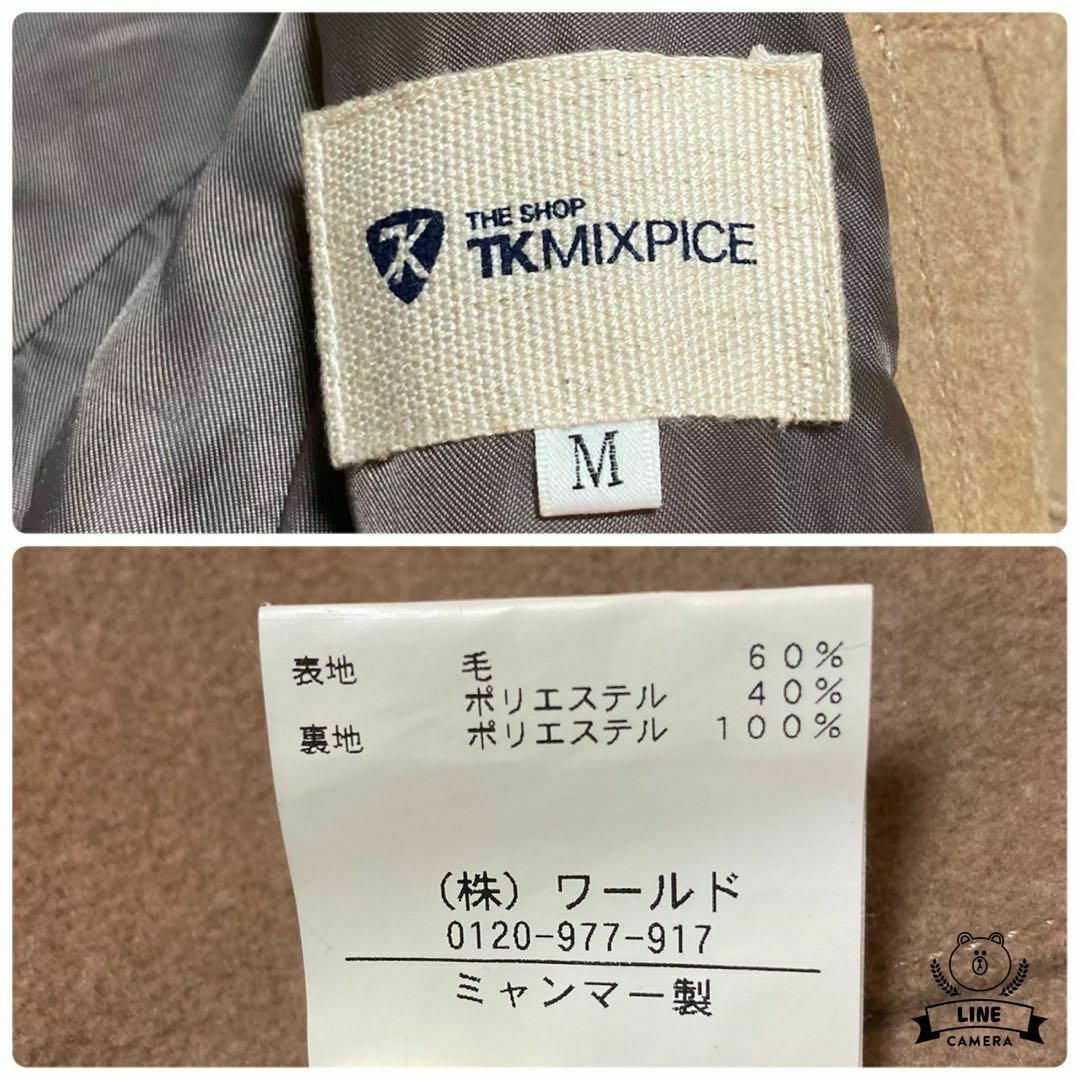 THE SHOP
TKMIXPICE
M
表地 毛 60%
ポリエステル 40%
裏地 ポリエステル 100%
(株)ワールド
0120-977-917
ミャンマー製
LINE
CAMERA